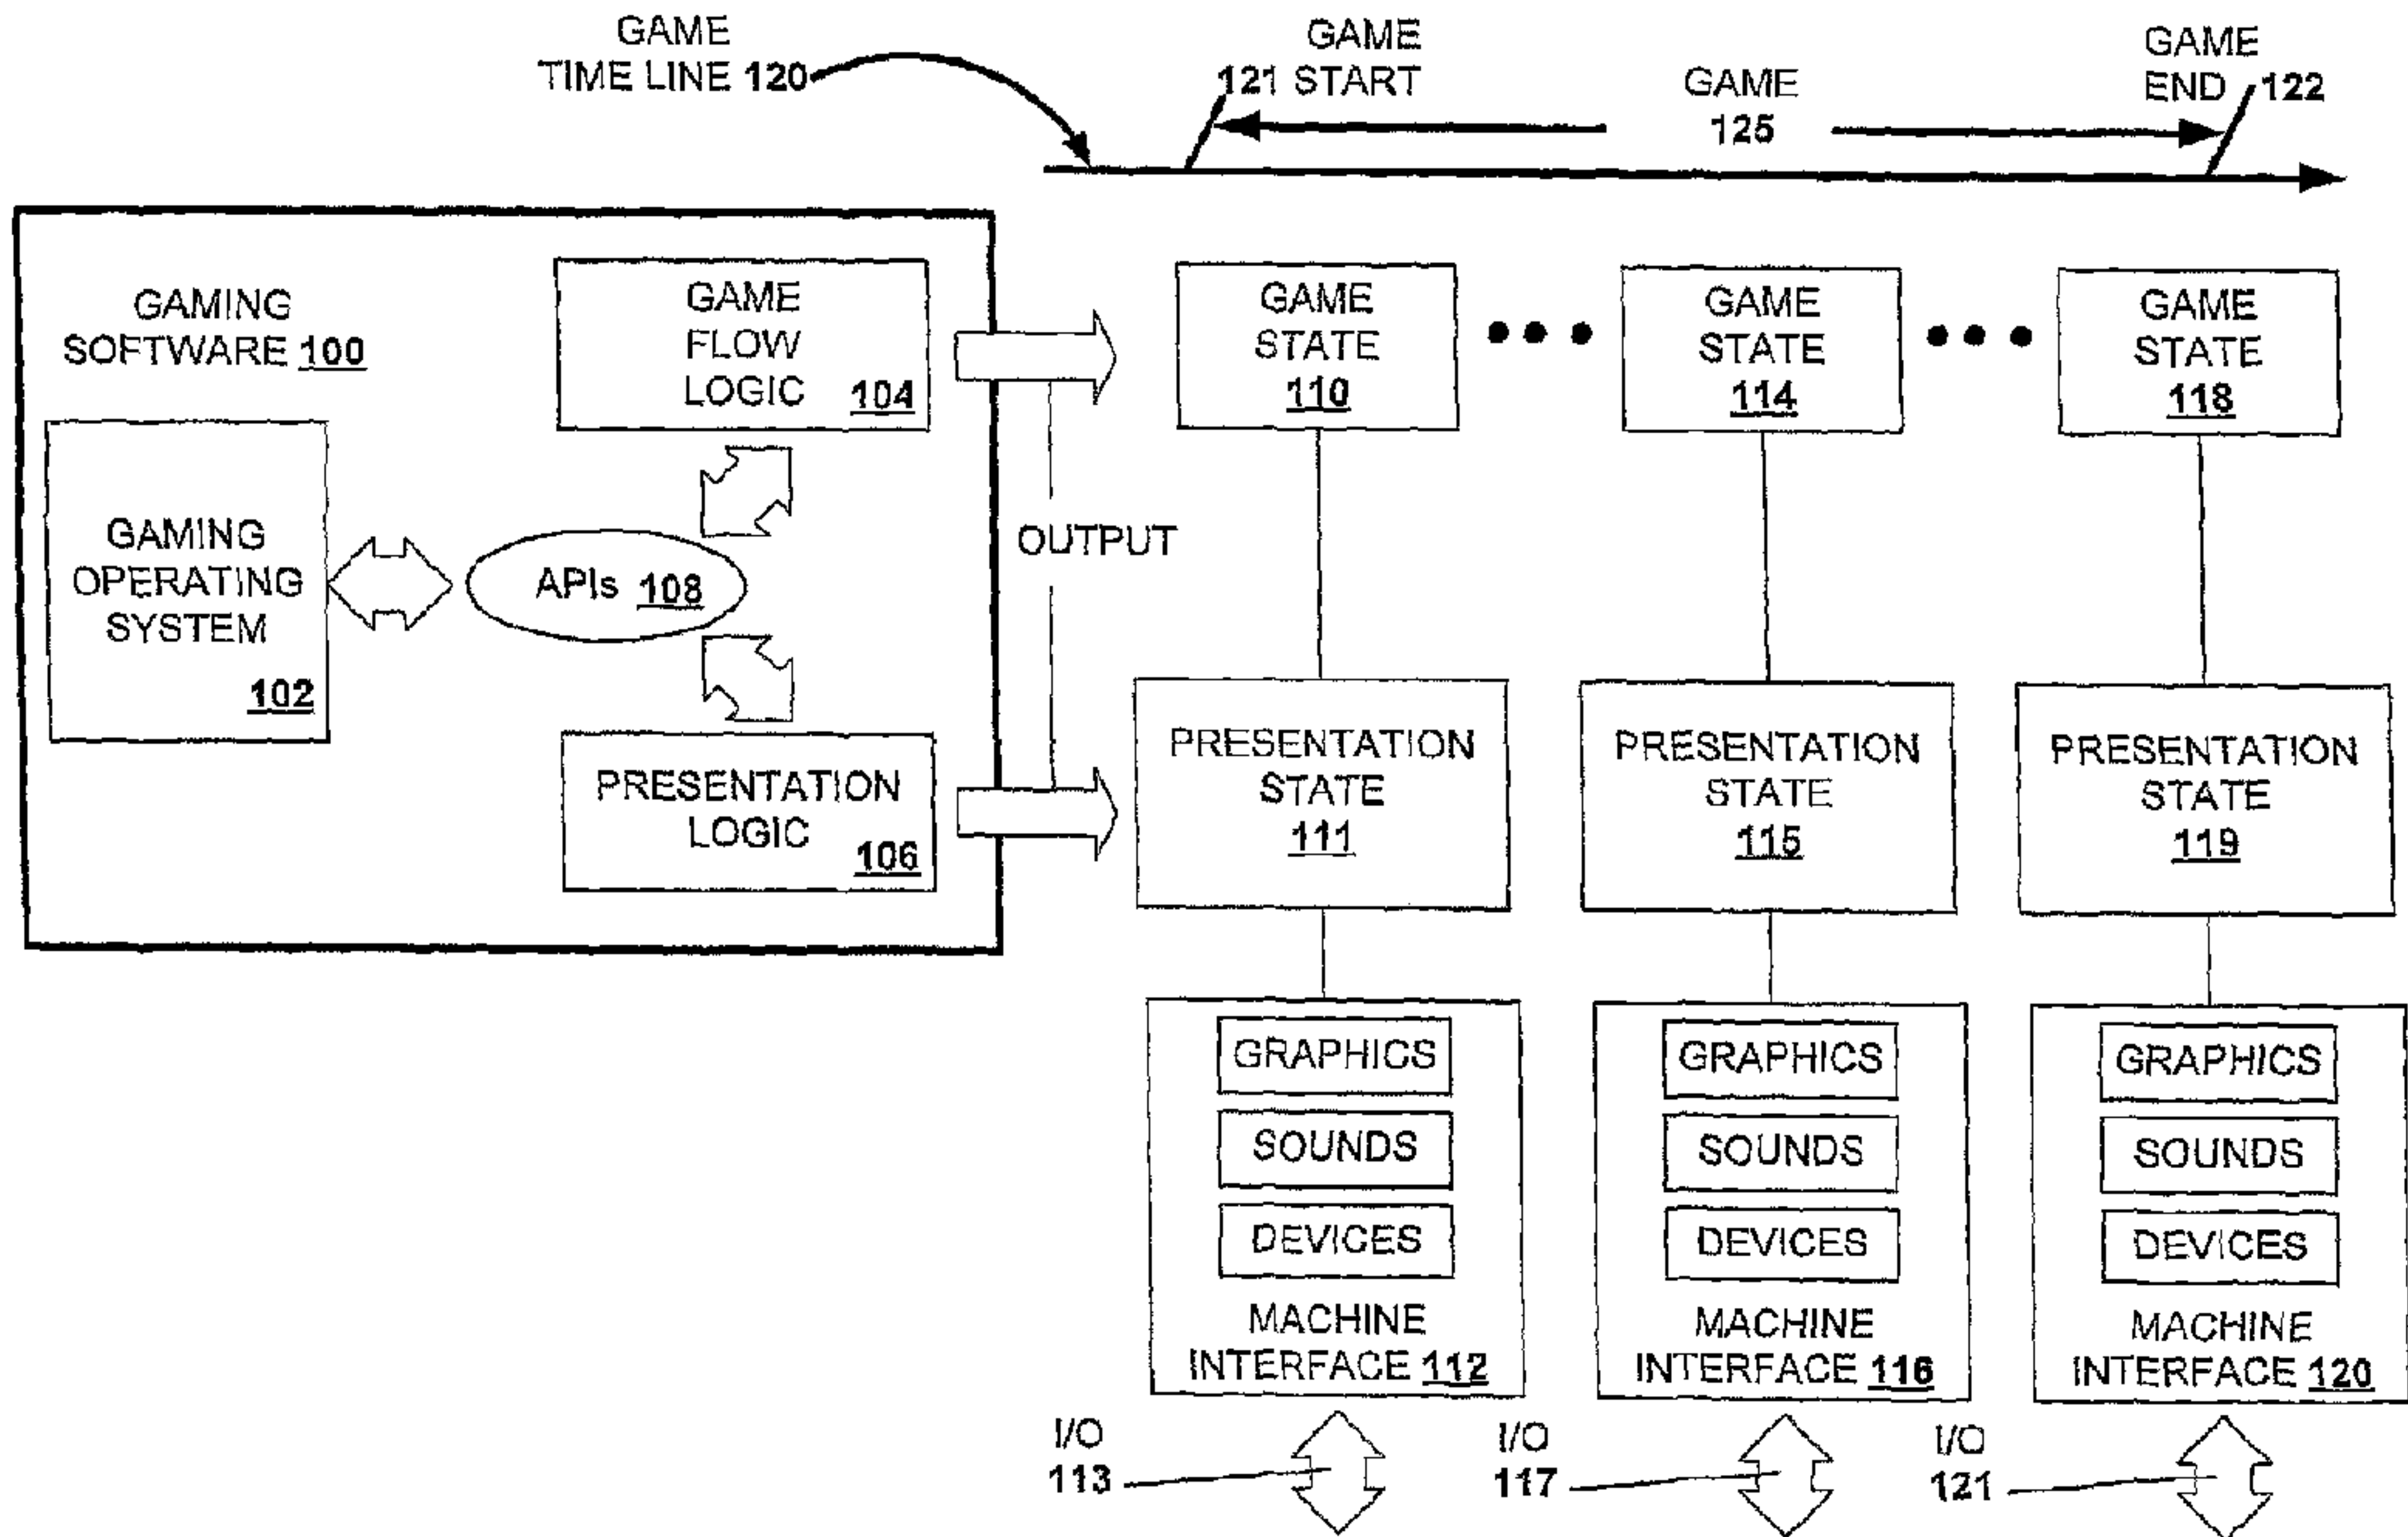 GAME
TIME LINE 120
GAME
121 START
GAME
125
GAME
END 122
GAMING
SOFTWARE 100
GAME
FLOW
LOGIC 104
GAMING
OPERATING
SYSTEM
102
APIs 108
PRESENTATION
LOGIC
106
OUTPUT
GAME
STATE
110
GAME
STATE
114
GAME
STATE
118
PRESENTATION
STATE
111
PRESENTATION
STATE
115
PRESENTATION
STATE
119
GRAPHICS
SOUNDS
DEVICES
MACHINE
INTERFACE 112
GRAPHICS
SOUNDS
DEVICES
MACHINE
INTERFACE 116
GRAPHICS
SOUNDS
DEVICES
MACHINE
INTERFACE 120
I/O
113
I/O
117
I/O
121